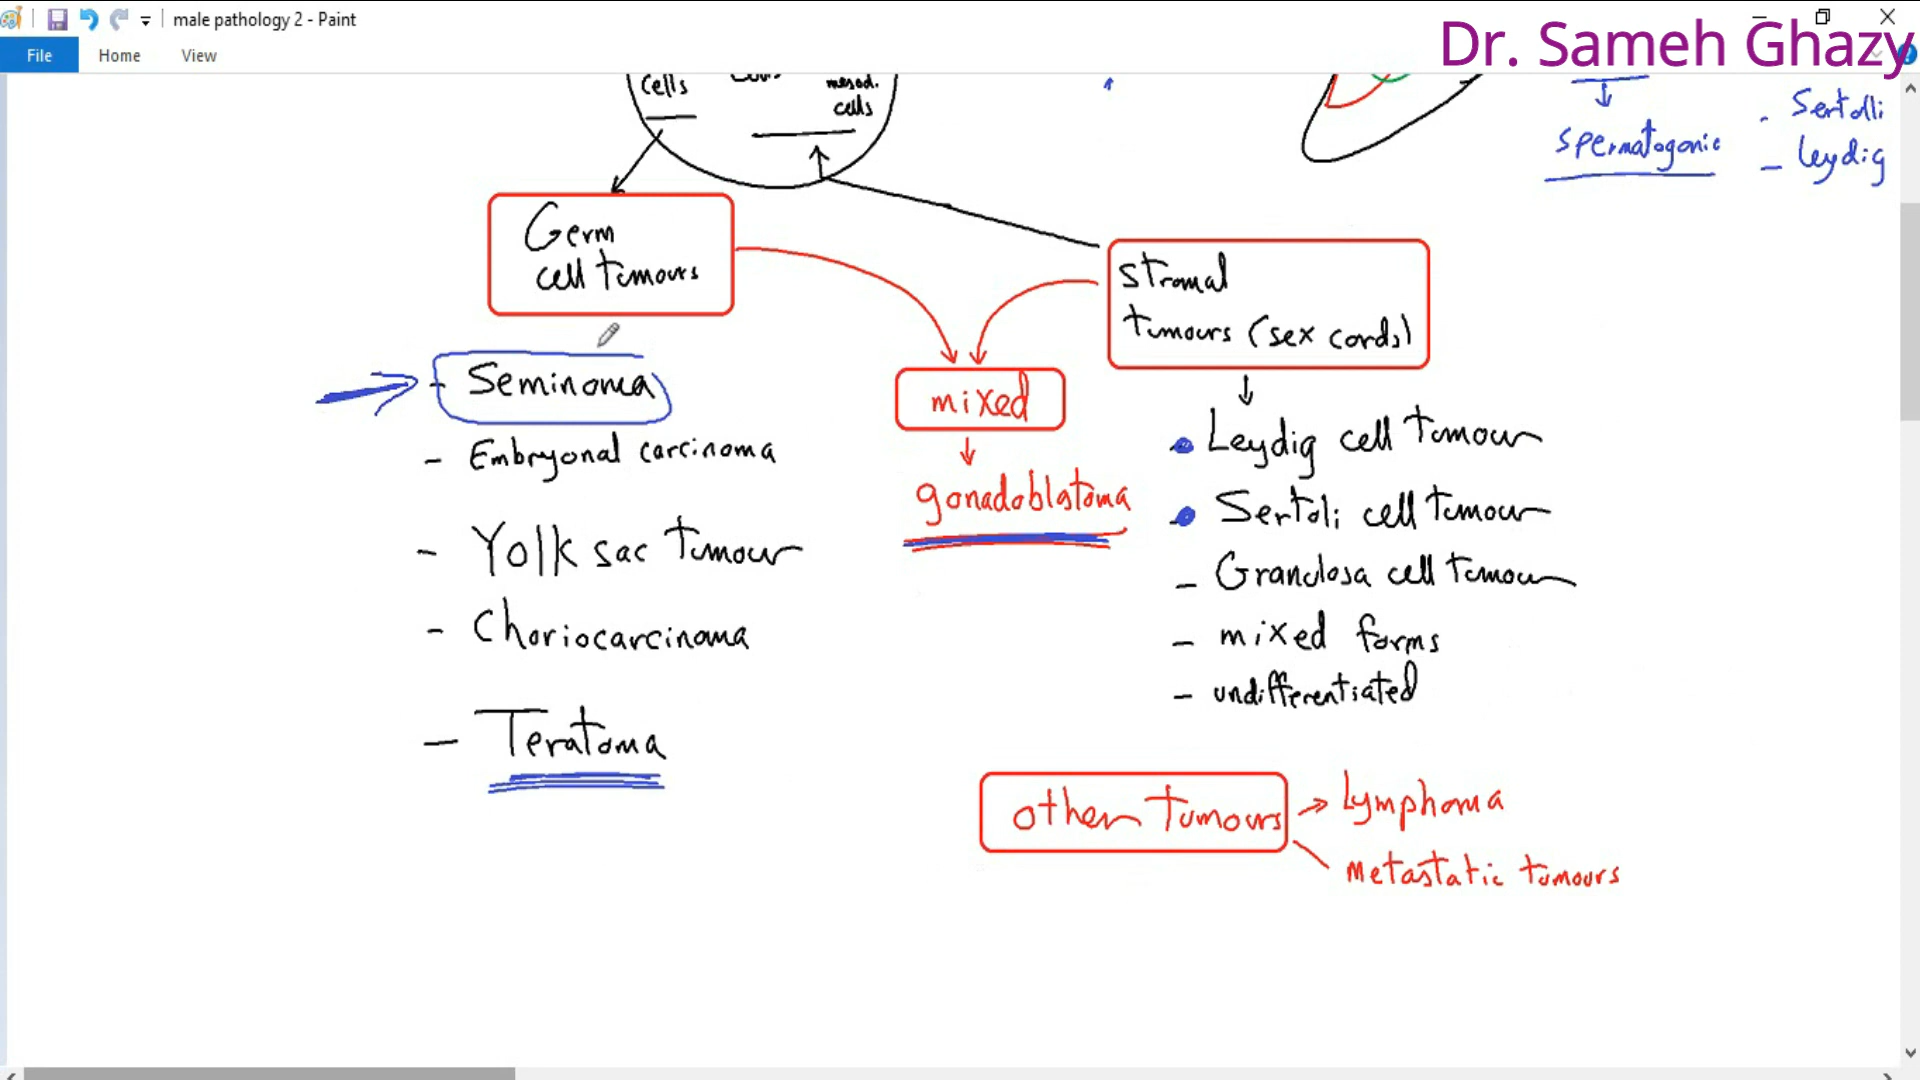 male pathology 2 - Paint
Dr. Sameh Ghazy
File Home View
cells
mesod.
cells
Sertolli
spermatogonic
- leydig
Germ
cell tumours
stromal
tumours (sex cords)
- Seminoma
- Embryonal carcinoma
- Yolk sac tumour
- Choriocarcinoma
- Teratoma
mixed
gonadoblastoma
Leydig cell tumour
Sertoli cell tumour
- Granulosa cell tumour
- mixed forms
- undifferentiated
other tumours
Lymphoma
metastatic tumours